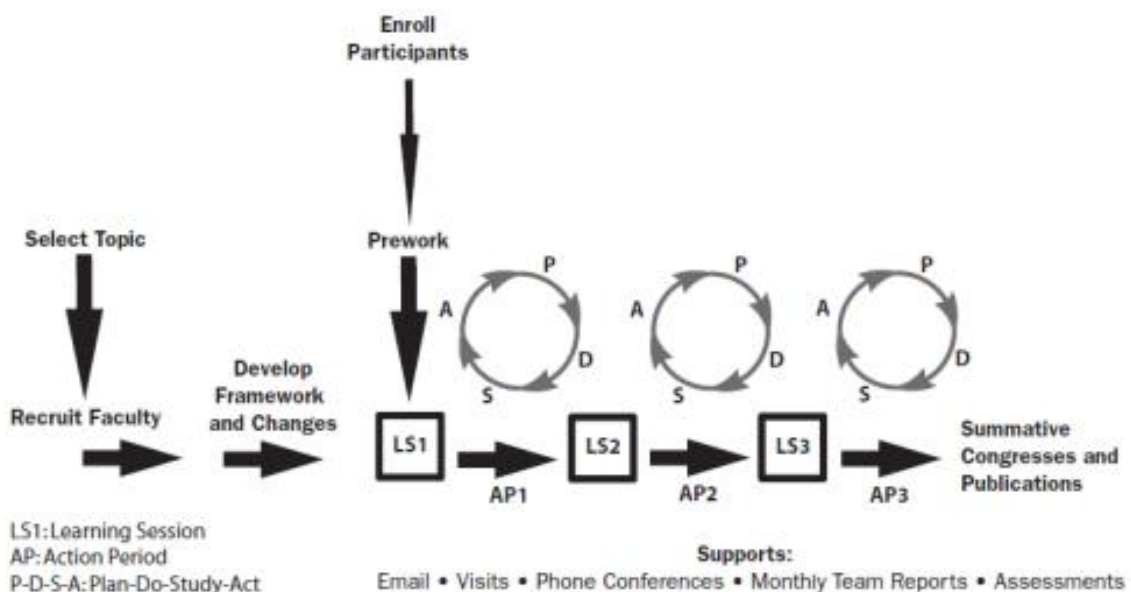 Enroll
Participants
Select Topic
Prework
P
A
D
S
P
A
D
S
P
A
D
S
Develop
Framework
and Changes
Recruit Faculty
LS1
LS2
LS3
AP1
AP2
AP3
Summative
Congresses and
Publications
LS1: Learning Session
AP: Action Period
P-D-S-A: Plan-Do-Study-Act
Supports:
Email • Visits • Phone Conferences • Monthly Team Reports • Assessments